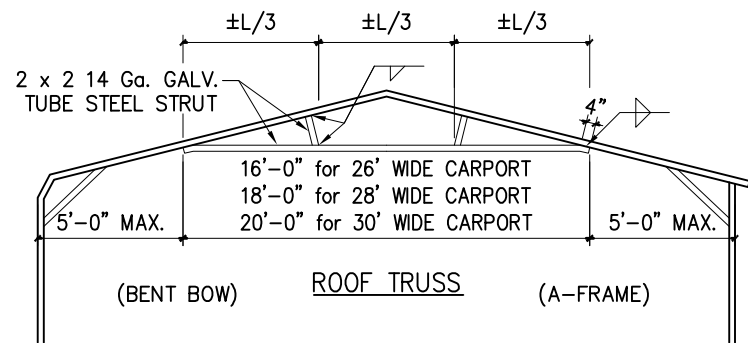 ±L/3 ±L/3 ±L/3
2 x 2 14 Ga. GALV.
TUBE STEEL STRUT
4”
16’-0” for 26’ WIDE CARPORT
18’-0” for 28’ WIDE CARPORT
20’-0” for 30’ WIDE CARPORT
5’-0” MAX. 5’-0” MAX.
(BENT BOW) ROOF TRUSS (A-FRAME)